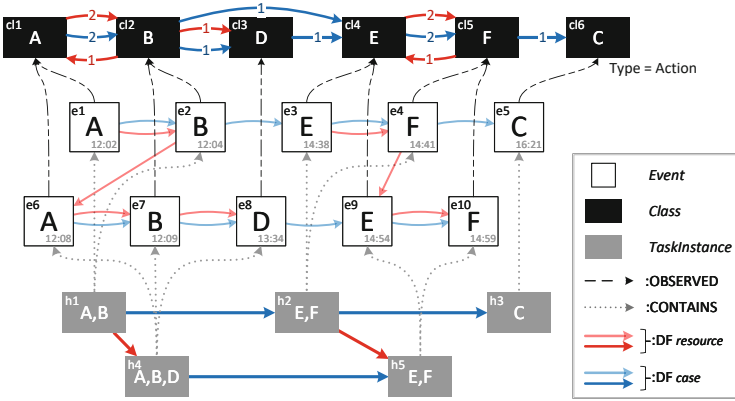 cl1 A
2
2
1
cl2 B
1
1
1
cl3 D
1
cl4 E
2
2
1
cl5 F
1
cl6 C
Type = Action
e1 A 12:02
e2 B 12:04
e3 E 14:38
e4 F 14:41
e5 C 16:21
e6 A 12:08
e7 B 12:09
e8 D 13:34
e9 E 14:54
e10 F 14:59
h1 A,B
h2 E,F
h3 C
h4 A,B,D
h5 E,F
Event
Class
TaskInstance
:OBSERVED
:CONTAINS
:DF resource
:DF case